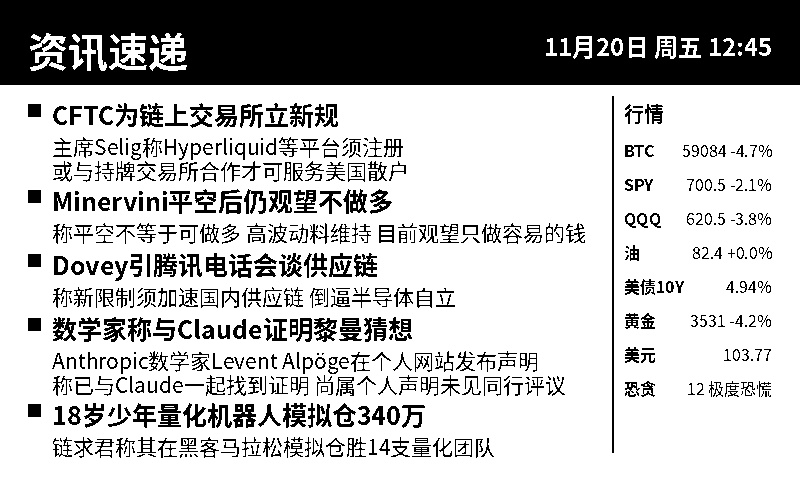 资讯速递
11月20日 周五 12:45
CFTC为链上交易所立新规
主席Selig称Hyperliquid等平台须注册
或与持牌交易所合作才可服务美国散户
Minervini平空后仍观望不做多
称平空不等于可做多 高波动料维持 目前观望只做容易的钱
Dovey引腾讯电话会谈供应链
称新限制须加速国内供应链 倒逼半导体自立
数学家称与Claude证明黎曼猜想
Anthropic数学家Levent Alpöge在个人网站发布声明
称已与Claude一起找到证明 尚属个人声明未见同行评议
18岁少年量化机器人模拟仓340万
链求君称其在黑客马拉松模拟仓胜14支量化团队
行情
BTC 59084 -4.7%
SPY 700.5 -2.1%
QQQ 620.5 -3.8%
油 82.4 +0.0%
美债10Y 4.94%
黄金 3531 -4.2%
美元 103.77
恐贪 12 极度恐慌